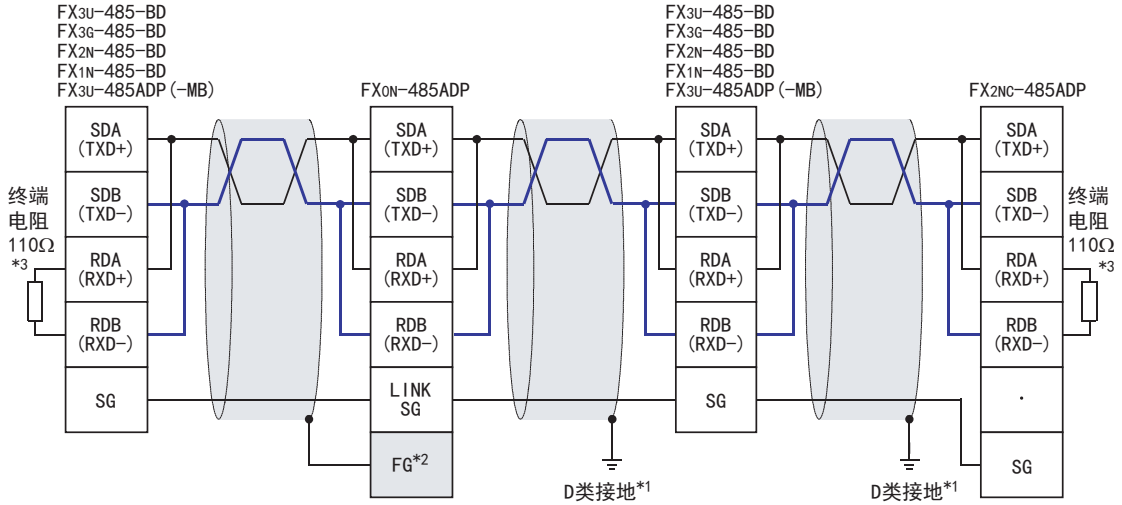 FX3U-485-BD
FX3G-485-BD
FX2N-485-BD
FX1N-485-BD
FX3U-485ADP(-MB)
FX0N-485ADP
FX3U-485-BD
FX3G-485-BD
FX2N-485-BD
FX1N-485-BD
FX3U-485ADP(-MB)
FX2NC-485ADP
终端
电阻
110Ω
*3
SDA
(TXD+)
SDB
(TXD-)
RDA
(RXD+)
RDB
(RXD-)
SG
SDA
(TXD+)
SDB
(TXD-)
RDA
(RXD+)
RDB
(RXD-)
LINK
SG
FG*2
D类接地*1
SDA
(TXD+)
SDB
(TXD-)
RDA
(RXD+)
RDB
(RXD-)
SG
D类接地*1
SDA
(TXD+)
SDB
(TXD-)
RDA
(RXD+)
RDB
(RXD-)
·
SG
终端
电阻
110Ω
*3